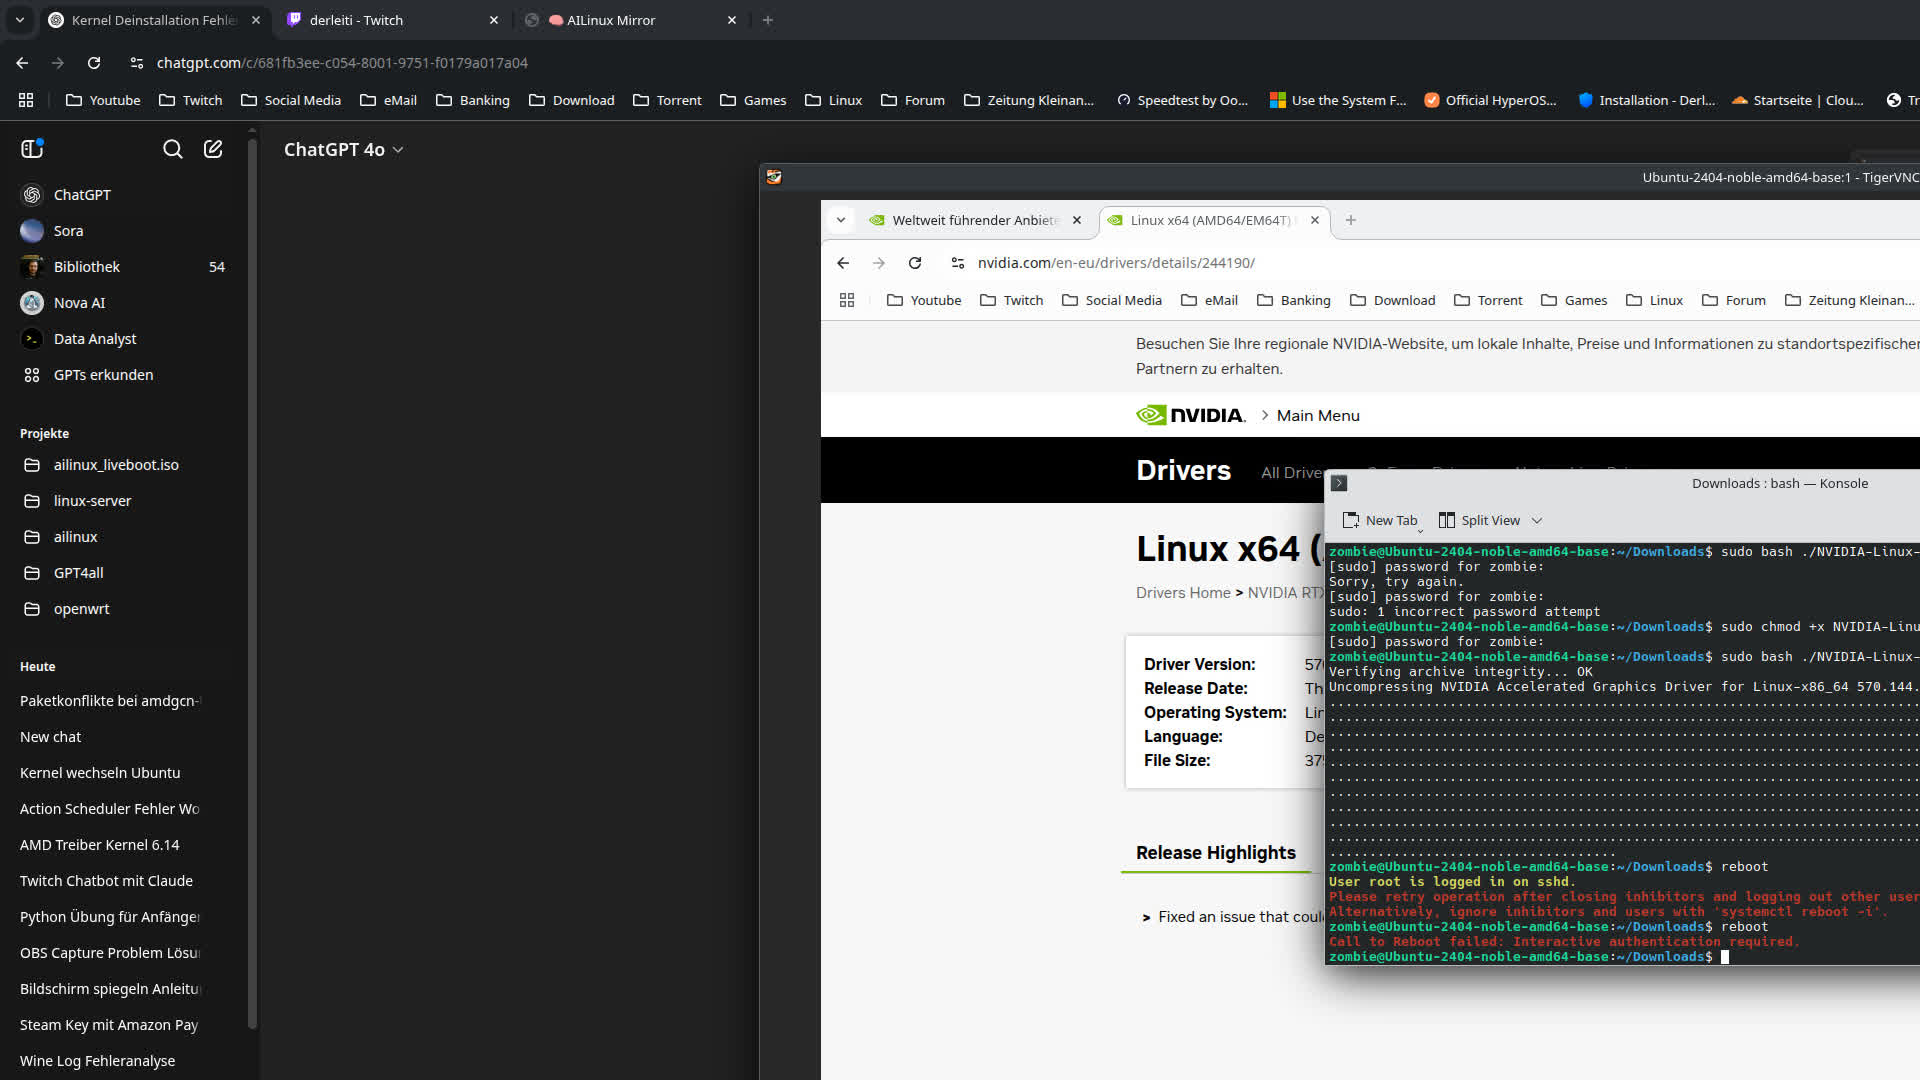 Kernel Deinstallation Fehle
derleiti - Twitch
AILinux Mirror
chatgpt.com/c/681fb3ee-c054-8001-9751-f0179a017a04
Youtube
Twitch
Social Media
eMail
Banking
Download
Torrent
Games
Linux
Forum
Zeitung Kleinan...
Speedtest by Oo...
Use the System F...
Official HyperOS...
Installation - Derl...
Startseite | Clou...
Tr
ChatGPT 4o
ChatGPT
Sora
Bibliothek 54
Nova AI
Data Analyst
GPTs erkunden
Projekte
ailinux_liveboot.iso
linux-server
ailinux
GPT4all
openwrt
Heute
Paketkonflikte bei amdgcn-
New chat
Kernel wechseln Ubuntu
Action Scheduler Fehler Wo
AMD Treiber Kernel 6.14
Twitch Chatbot mit Claude
Python Übung für Anfänger
OBS Capture Problem Lösu
Bildschirm spiegeln Anleitu
Steam Key mit Amazon Pay
Wine Log Fehleranalyse
Ubuntu-2404-noble-amd64-base:1 - TigerVNC
Weltweit führender Anbiete
Linux x64 (AMD64/EM64T)
nvidia.com/en-eu/drivers/details/244190/
Youtube
Twitch
Social Media
eMail
Banking
Download
Torrent
Games
Linux
Forum
Zeitung Kleinan...
Besuchen Sie Ihre regionale NVIDIA-Website, um lokale Inhalte, Preise und Informationen zu standortspezifischen
Partnern zu erhalten.
NVIDIA. > Main Menu
Drivers All Drive
Linux x64 (
Drivers Home > NVIDIA RTX
Driver Version: 570
Release Date: Th
Operating System: Lin
Language: De
File Size: 375
Release Highlights
> Fixed an issue that coul
Downloads : bash — Konsole
New Tab
Split View
zombie@Ubuntu-2404-noble-amd64-base:~/Downloads$ sudo bash ./NVIDIA-Linux-
[sudo] password for zombie:
Sorry, try again.
[sudo] password for zombie:
sudo: 1 incorrect password attempt
zombie@Ubuntu-2404-noble-amd64-base:~/Downloads$ sudo chmod +x NVIDIA-Linu
[sudo] password for zombie:
zombie@Ubuntu-2404-noble-amd64-base:~/Downloads$ sudo bash ./NVIDIA-Linux-
Verifying archive integrity... OK
Uncompressing NVIDIA Accelerated Graphics Driver for Linux-x86_64 570.144.
zombie@Ubuntu-2404-noble-amd64-base:~/Downloads$ reboot
User root is logged in on sshd.
Please retry operation after closing inhibitors and logging out other user
Alternatively, ignore inhibitors and users with 'systemctl reboot -i'.
zombie@Ubuntu-2404-noble-amd64-base:~/Downloads$ reboot
Call to Reboot failed: Interactive authentication required.
zombie@Ubuntu-2404-noble-amd64-base:~/Downloads$